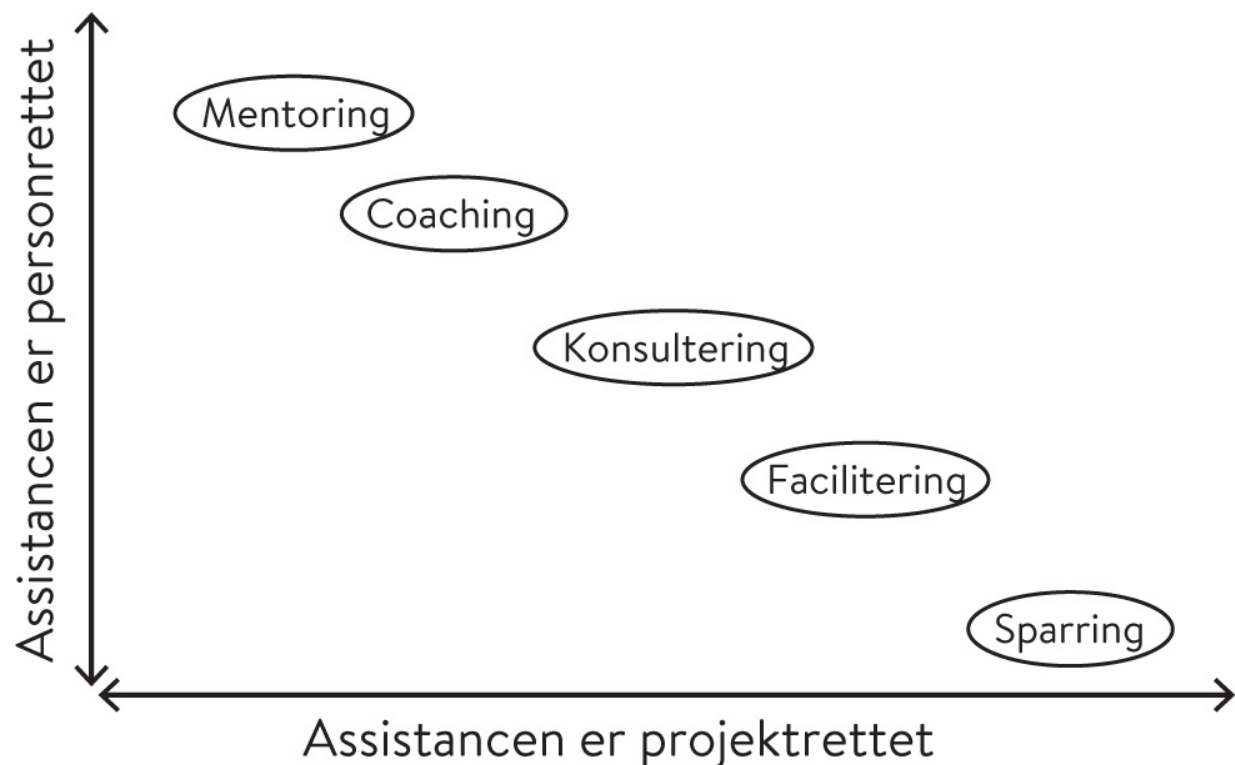 Assistancen er personrettet
Mentoring
Coaching
Konsultering
Facilitering
Sparring
Assistancen er projektrettet